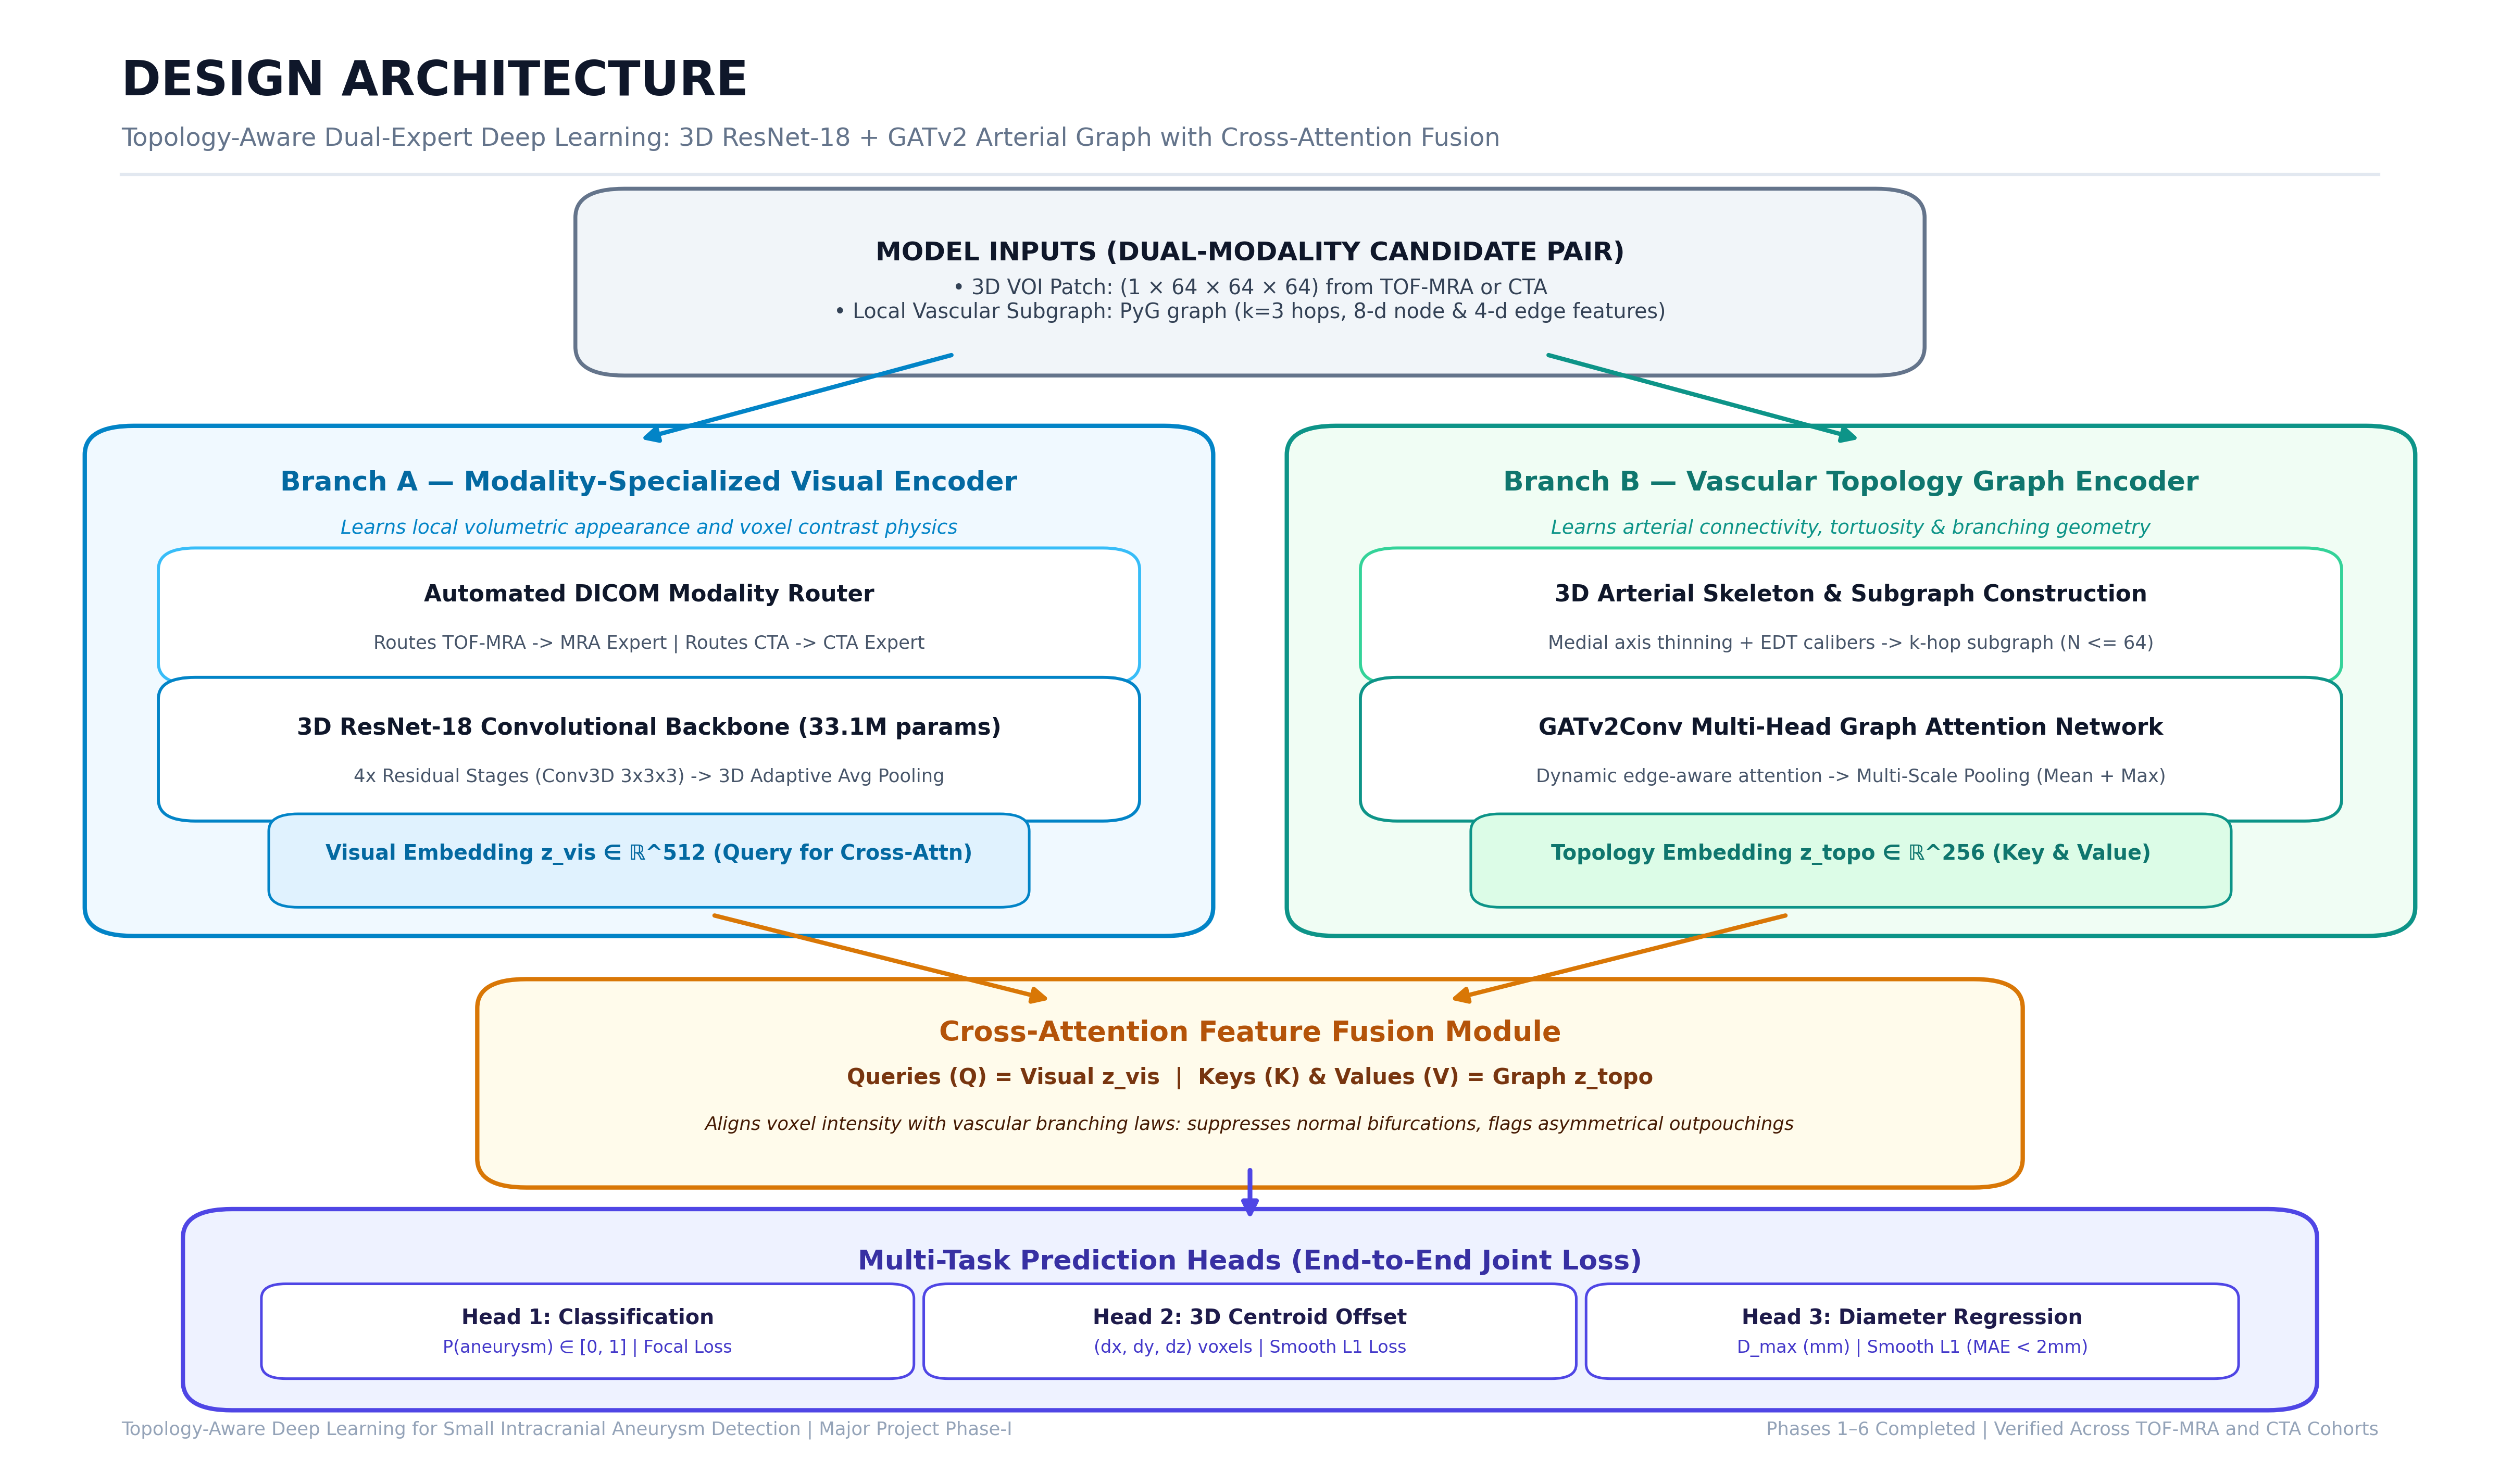 DESIGN ARCHITECTURE
Topology-Aware Dual-Expert Deep Learning: 3D ResNet-18 + GATv2 Arterial Graph with Cross-Attention Fusion
MODEL INPUTS (DUAL-MODALITY CANDIDATE PAIR)
• 3D VOI Patch: (1 × 64 × 64 × 64) from TOF-MRA or CTA
• Local Vascular Subgraph: PyG graph (k=3 hops, 8-d node & 4-d edge features)
Branch A — Modality-Specialized Visual Encoder
Learns local volumetric appearance and voxel contrast physics
Automated DICOM Modality Router
Routes TOF-MRA -> MRA Expert | Routes CTA -> CTA Expert
3D ResNet-18 Convolutional Backbone (33.1M params)
4x Residual Stages (Conv3D 3x3x3) -> 3D Adaptive Avg Pooling
Visual Embedding z_vis ∈ ℝ^512 (Query for Cross-Attn)
Branch B — Vascular Topology Graph Encoder
Learns arterial connectivity, tortuosity & branching geometry
3D Arterial Skeleton & Subgraph Construction
Medial axis thinning + EDT calibers -> k-hop subgraph (N <= 64)
GATv2Conv Multi-Head Graph Attention Network
Dynamic edge-aware attention -> Multi-Scale Pooling (Mean + Max)
Topology Embedding z_topo ∈ ℝ^256 (Key & Value)
Cross-Attention Feature Fusion Module
Queries (Q) = Visual z_vis | Keys (K) & Values (V) = Graph z_topo
Aligns voxel intensity with vascular branching laws: suppresses normal bifurcations, flags asymmetrical outpouchings
Multi-Task Prediction Heads (End-to-End Joint Loss)
Head 1: Classification
P(aneurysm) ∈ [0, 1] | Focal Loss
Head 2: 3D Centroid Offset
(dx, dy, dz) voxels | Smooth L1 Loss
Head 3: Diameter Regression
D_max (mm) | Smooth L1 (MAE < 2mm)
Topology-Aware Deep Learning for Small Intracranial Aneurysm Detection | Major Project Phase-I
Phases 1–6 Completed | Verified Across TOF-MRA and CTA Cohorts